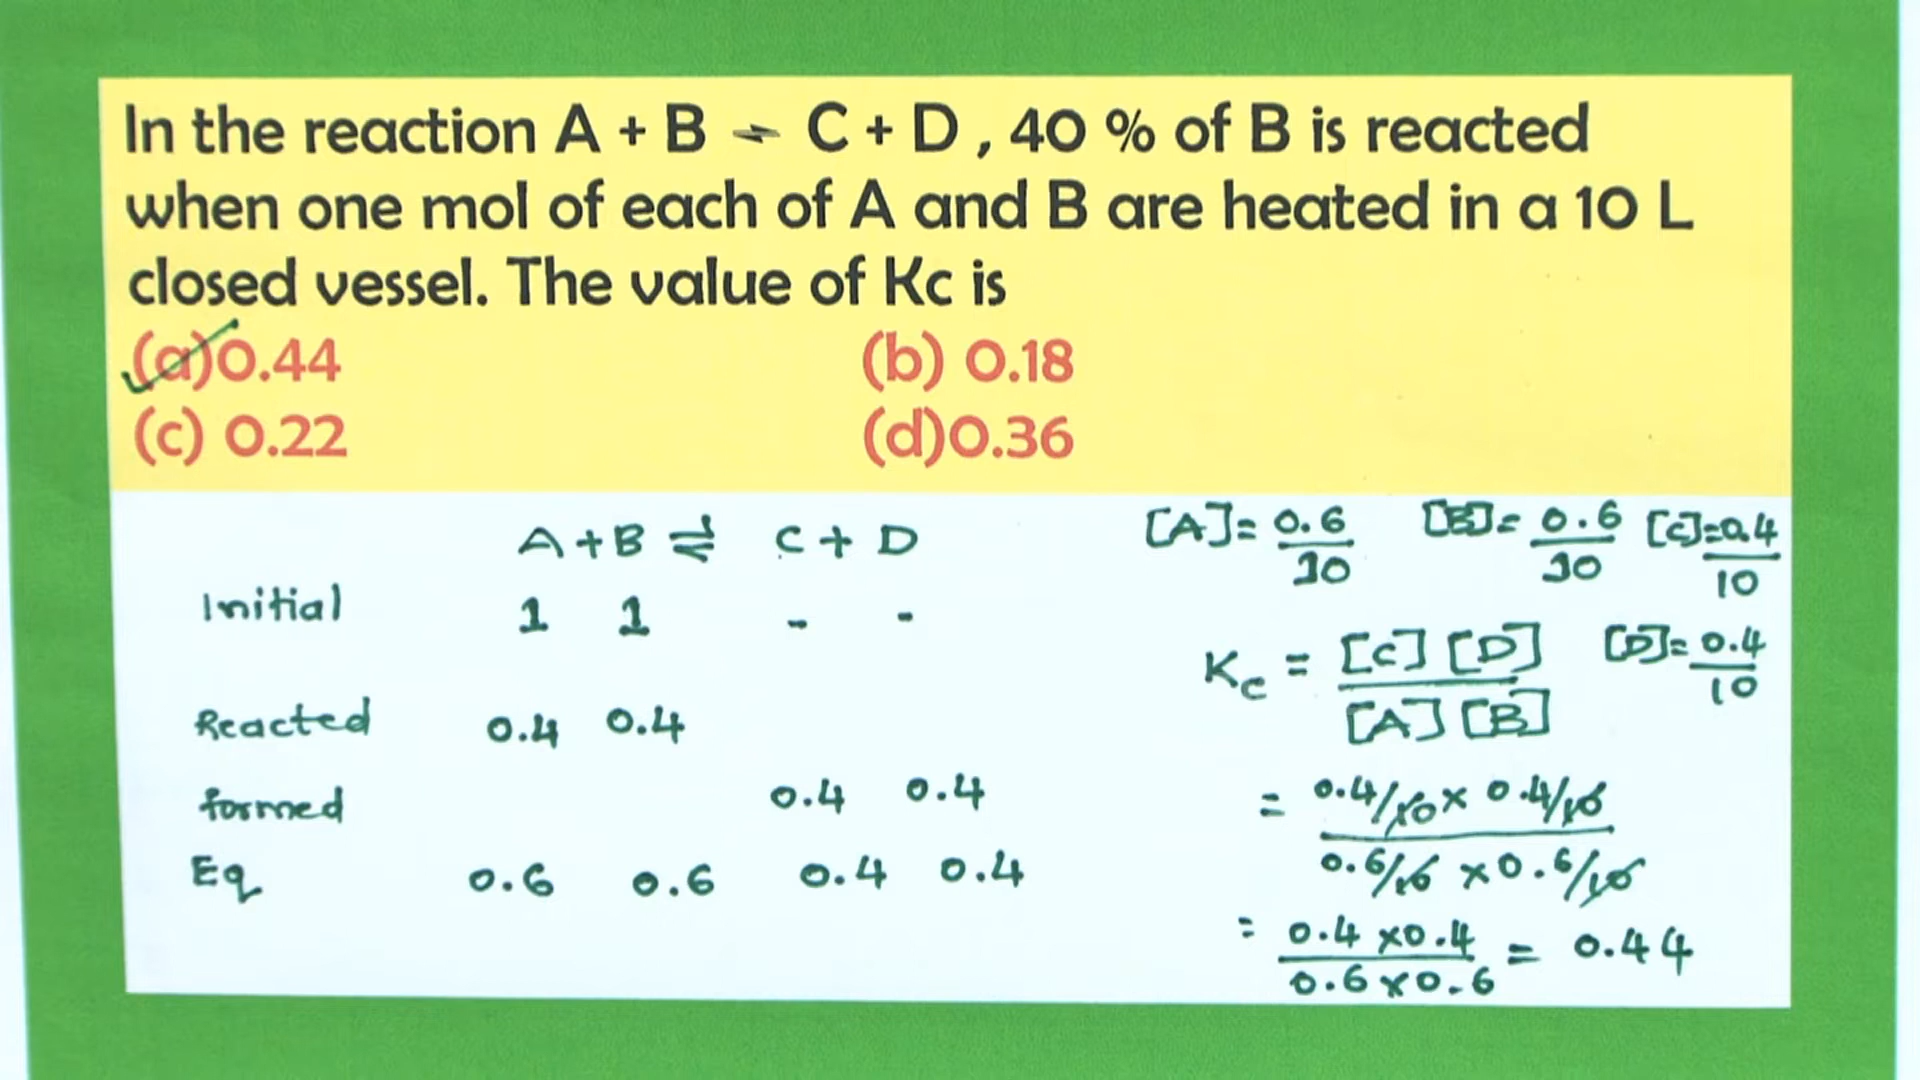 In the reaction A + B ⇌ C + D , 40 % of B is reacted
when one mol of each of A and B are heated in a 10 L
closed vessel. The value of Kc is
(a)0.44 (b) 0.18
(c) 0.22 (d)0.36
A + B ⇌ C + D
Initial 1 1 - -
Reacted 0.4 0.4
formed 0.4 0.4
Eq 0.6 0.6 0.4 0.4
[A]= 0.6/10 [B]= 0.6/10 [C]=0.4/10
Kc = [C] [D] / [A] [B] [D]= 0.4/10
= 0.4/10 × 0.4/10 / 0.6/10 × 0.6/10
= 0.4 × 0.4 / 0.6 × 0.6 = 0.44